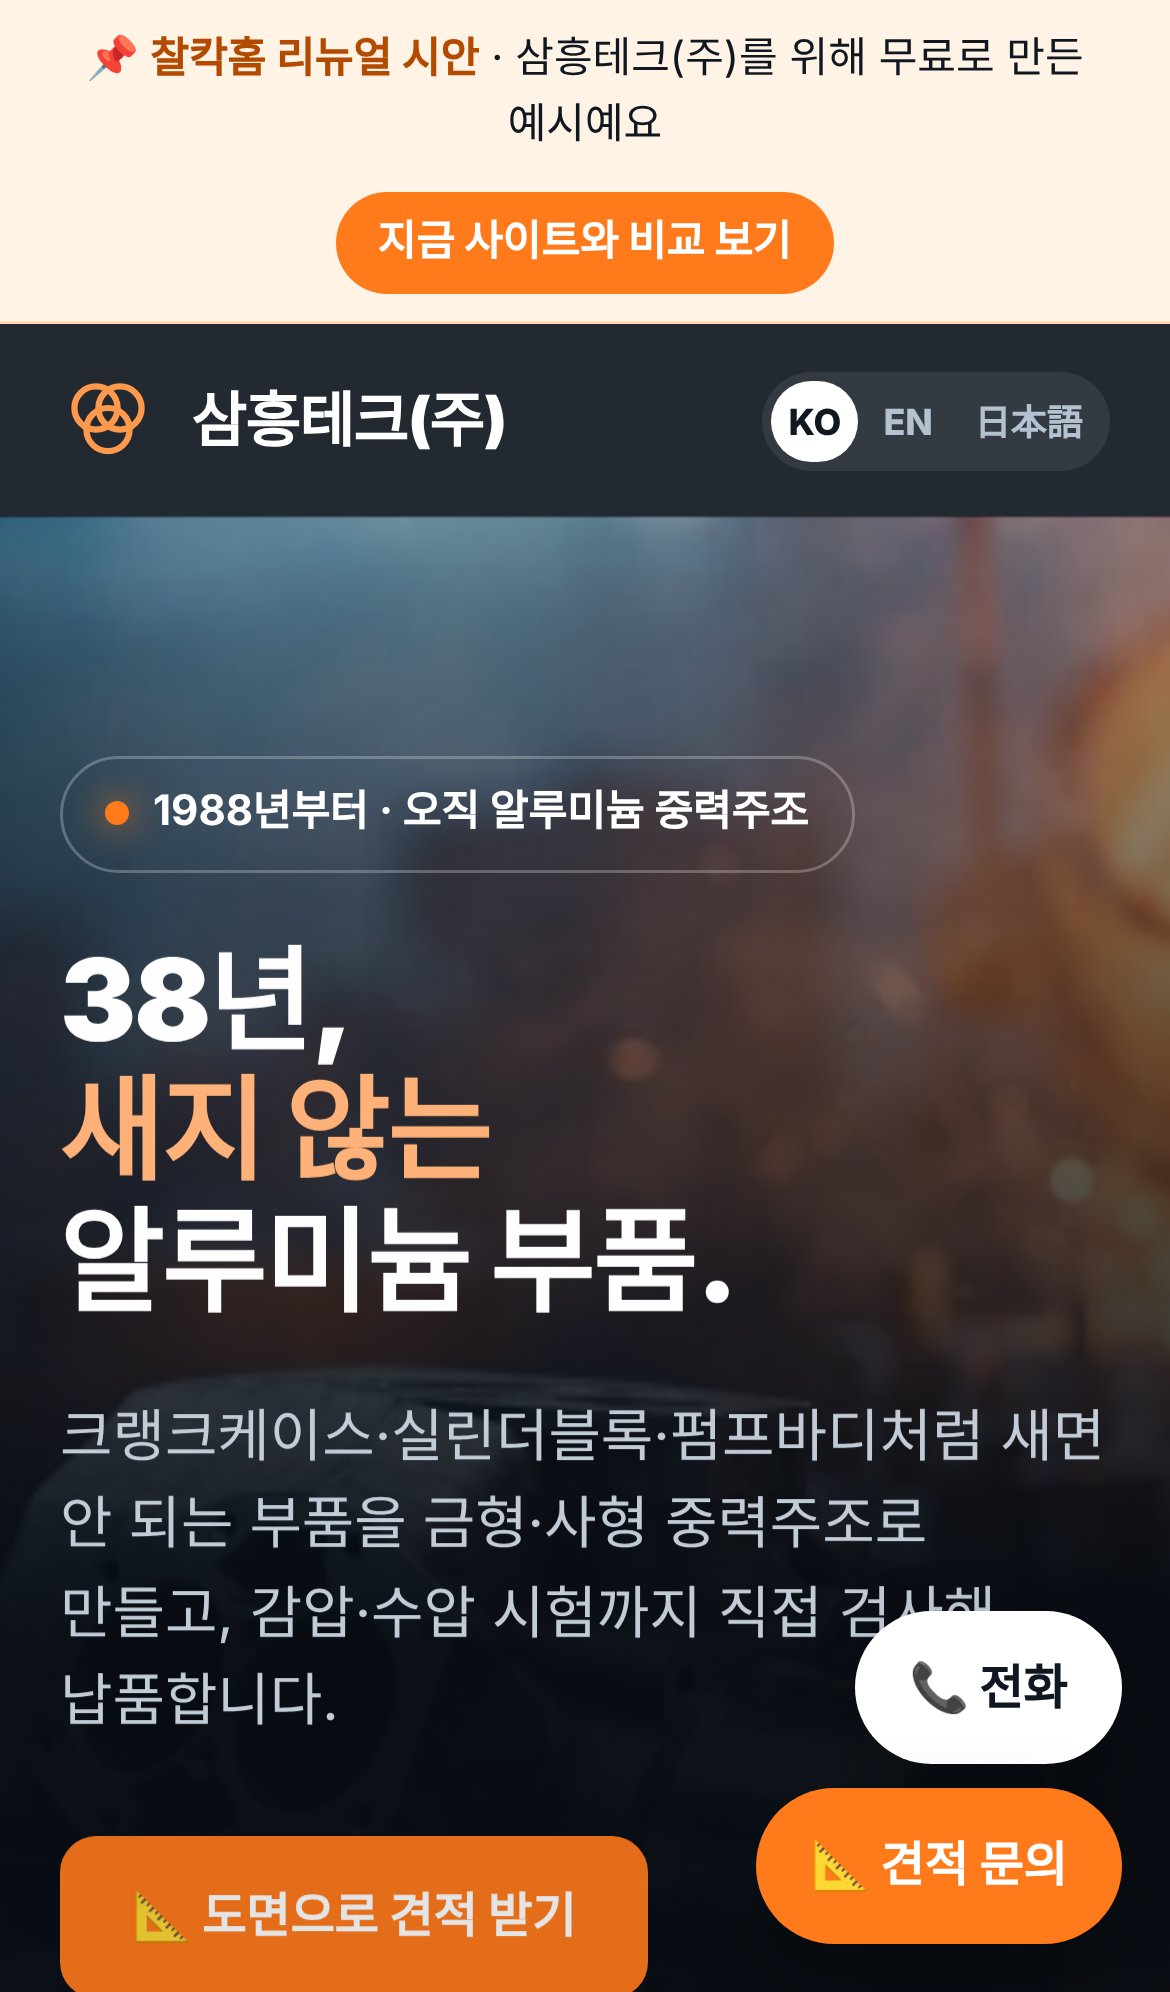 찰칵홈 리뉴얼 시안 · 삼흥테크(주)를 위해 무료로 만든
예시예요
지금 사이트와 비교 보기
삼흥테크(주)
KO EN 日本語
1988년부터 · 오직 알루미늄 중력주조
38년,
새지 않는
알루미늄 부품.
크랭크케이스·실린더블록·펌프바디처럼 새면
안 되는 부품을 금형·사형 중력주조로
만들고, 감압·수압 시험까지 직접 검사해
납품합니다.
전화
견적 문의
도면으로 견적 받기